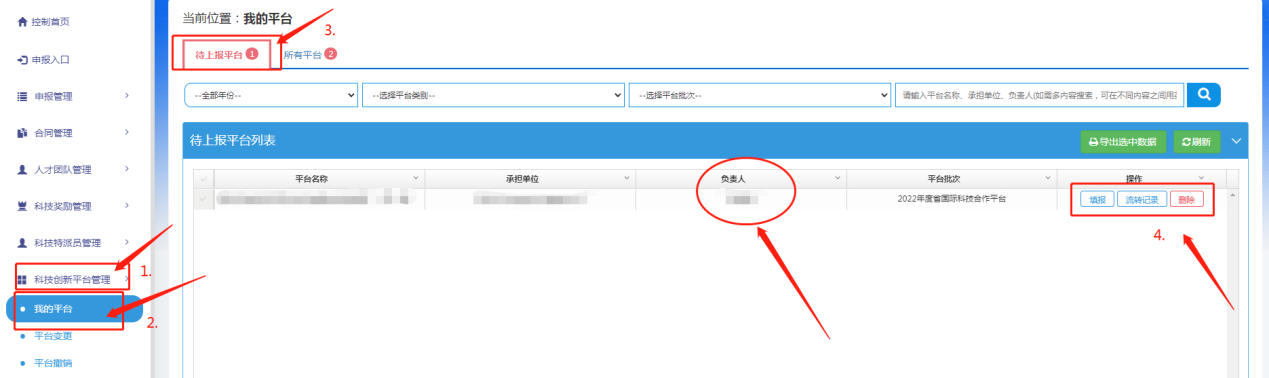 控制首页
申报入口
申报管理
合同管理
人才团队管理
科技奖励管理
科技特派员管理
科技创新平台管理
1.
我的平台
2.
平台变更
平台撤销
当前位置：我的平台
3.
待上报平台 1 所有平台 2
--全部年份-- --选择平台类别-- --选择平台批次-- 请输入平台名称、承担单位、负责人(如需多内容搜索，可在不同内容之间用
待上报平台列表 导出选中数据 刷新
平台名称 承担单位 负责人 平台批次 操作
2022年度省国际科技合作平台 填报 流转记录 删除
4.